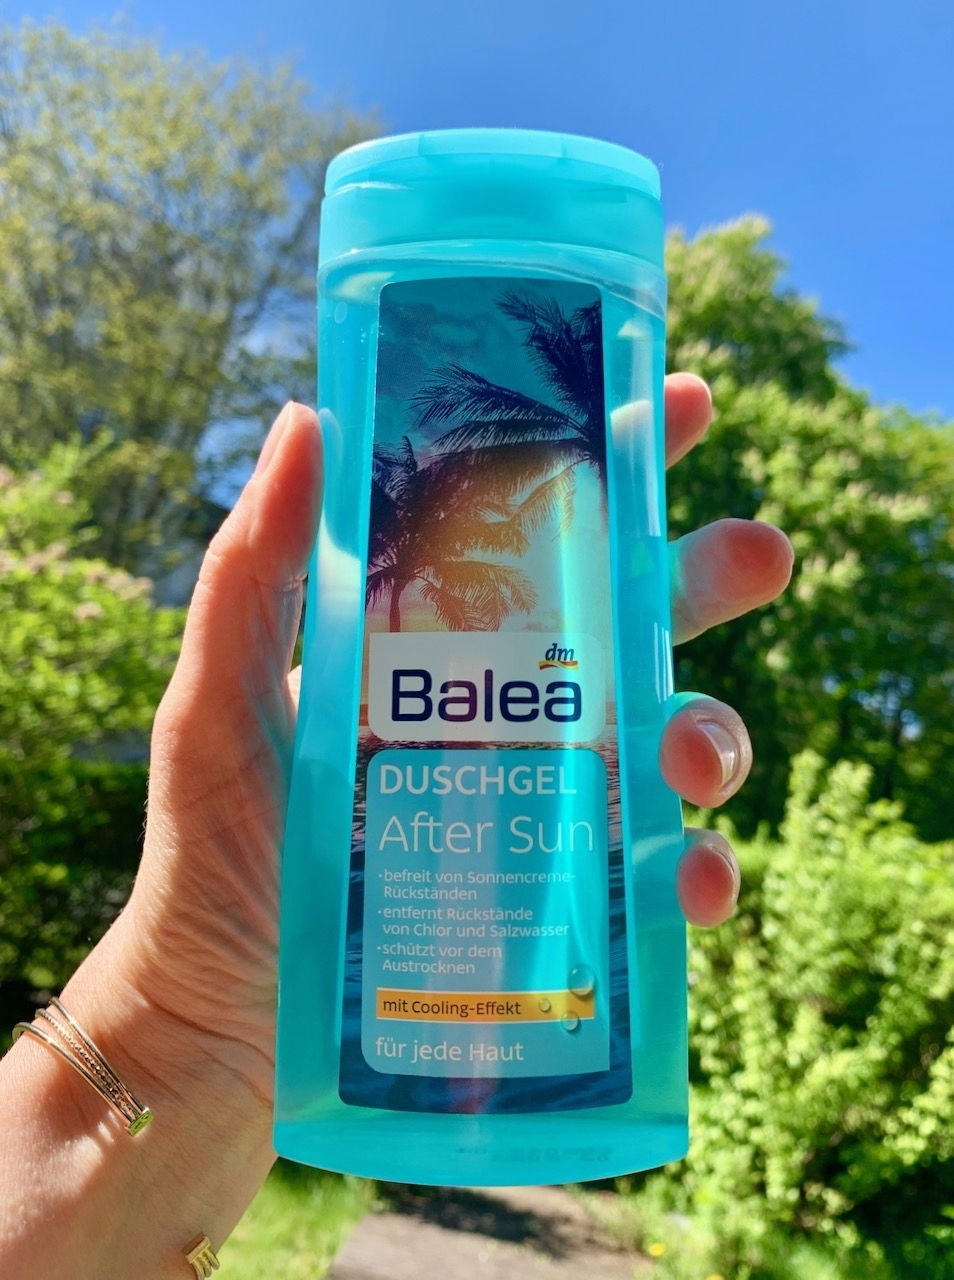 dm
Balea
DUSCHGEL
After Sun
·befreit von Sonnencreme-
Rückständen
·entfernt Rückstände
von Chlor und Salzwasser
·schützt vor dem
Austrocknen
mit Cooling-Effekt
für jede Haut